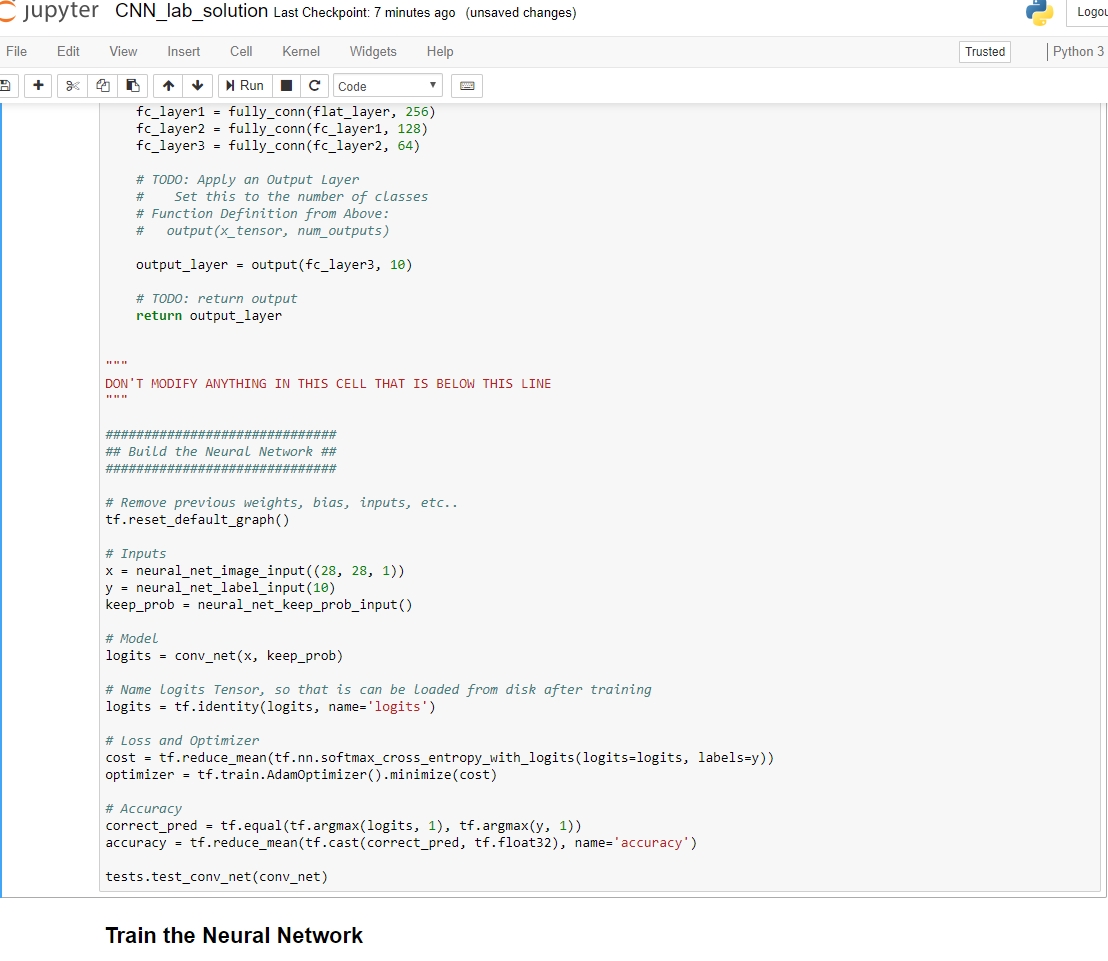 jupyter CNN_lab_solution Last Checkpoint: 7 minutes ago (unsaved changes)
File Edit View Insert Cell Kernel Widgets Help Trusted Python 3
Run Code
fc_layer1 = fully_conn(flat_layer, 256)
fc_layer2 = fully_conn(fc_layer1, 128)
fc_layer3 = fully_conn(fc_layer2, 64)
# TODO: Apply an Output Layer
#    Set this to the number of classes
# Function Definition from Above:
#   output(x_tensor, num_outputs)
output_layer = output(fc_layer3, 10)
# TODO: return output
return output_layer
"""
DON'T MODIFY ANYTHING IN THIS CELL THAT IS BELOW THIS LINE
"""
##############################
## Build the Neural Network ##
##############################
# Remove previous weights, bias, inputs, etc..
tf.reset_default_graph()
# Inputs
x = neural_net_image_input((28, 28, 1))
y = neural_net_label_input(10)
keep_prob = neural_net_keep_prob_input()
# Model
logits = conv_net(x, keep_prob)
# Name logits Tensor, so that is can be loaded from disk after training
logits = tf.identity(logits, name='logits')
# Loss and Optimizer
cost = tf.reduce_mean(tf.nn.softmax_cross_entropy_with_logits(logits=logits, labels=y))
optimizer = tf.train.AdamOptimizer().minimize(cost)
# Accuracy
correct_pred = tf.equal(tf.argmax(logits, 1), tf.argmax(y, 1))
accuracy = tf.reduce_mean(tf.cast(correct_pred, tf.float32), name='accuracy')
tests.test_conv_net(conv_net)
Train the Neural Network